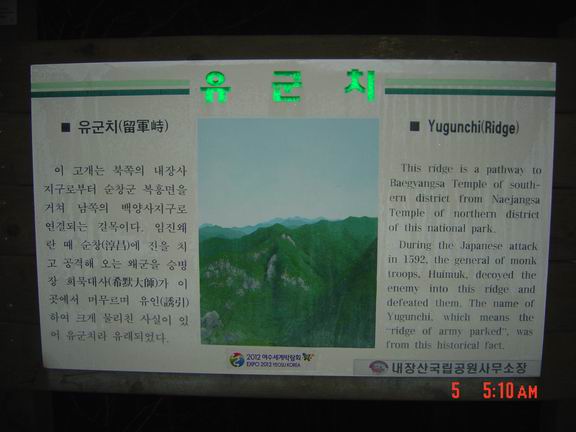 유군치
■ 유군치(留軍峙)
이 고개는 북쪽의 내장사
지구로부터 순창군 복흥면을
거쳐 남쪽의 백양사지구로
연결되는 길목이다. 임진왜
란 때 순창(淳昌)에 진을 치
고 공격해 오는 왜군을 승병
장 희묵대사(希默大師)가 이
곳에서 머무르며 유인(誘引)
하여 크게 물리친 사실이 있
어 유군치라 유래되었다.
■ Yugunchi(Ridge)
This ridge is a pathway to
Baegyangsa Temple of south-
ern district from Naejangsa
Temple of northern district
of this national park.
During the Japanese attack
in 1592, the general of monk
troops, Huimuk, decoyed the
enemy into this ridge and
defeated them. The name of
Yugunchi, which means the
"ridge of army parked", was
from this historical fact.
2012 여수세계박람회
EXPO 2012 YEOSU KOREA
내장산국립공원사무소장
5 5:10 AM